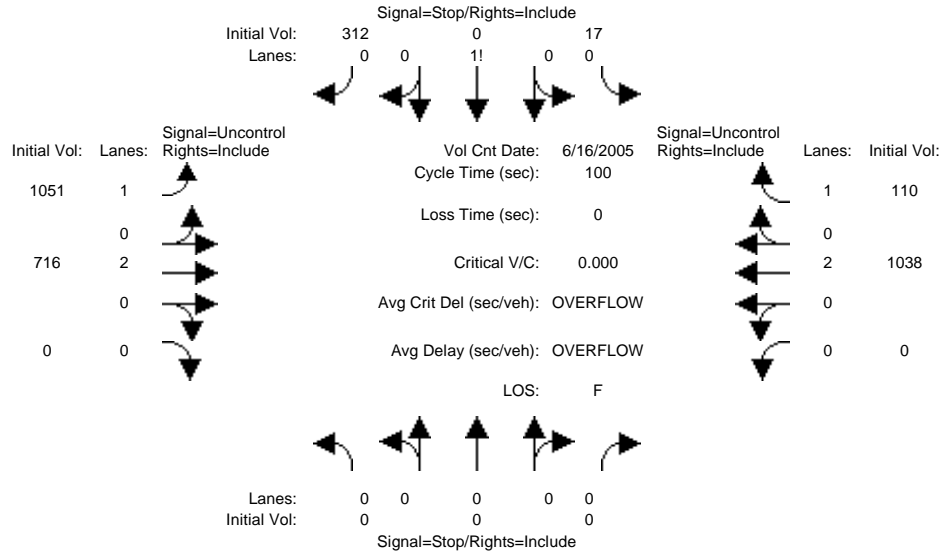 Signal=Stop/Rights=Include
Initial Vol: 312 0 17
Lanes: 0 0 1! 0 0
Signal=Uncontrol Signal=Uncontrol
Initial Vol: Lanes: Rights=Include Vol Cnt Date: 6/16/2005 Rights=Include Lanes: Initial Vol:
Cycle Time (sec): 100
1051 1 1 110
Loss Time (sec): 0
0 0
716 2 Critical V/C: 0.000 2 1038
0 Avg Crit Del (sec/veh): OVERFLOW 0
0 0 Avg Delay (sec/veh): OVERFLOW 0 0
LOS: F
Lanes: 0 0 0 0 0
Initial Vol: 0 0 0
Signal=Stop/Rights=Include